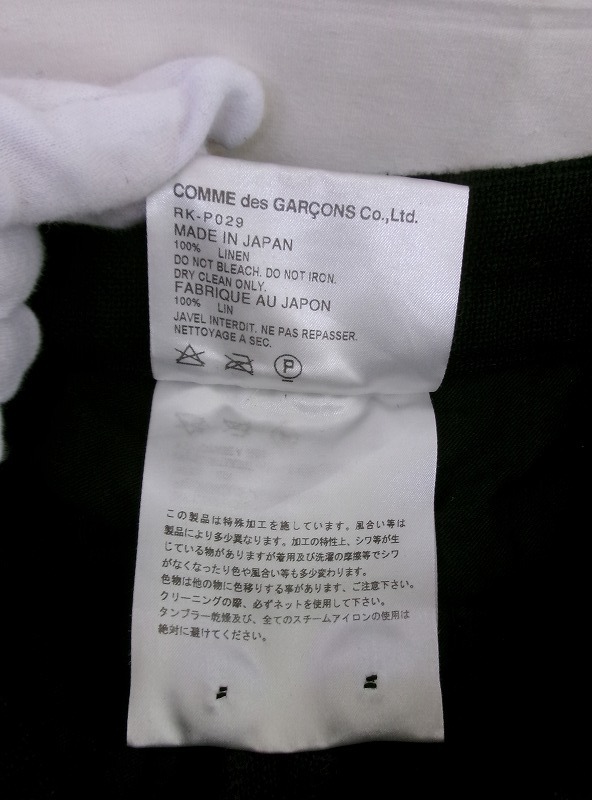 COMME des GARÇONS Co.,Ltd.
RK-P029
MADE IN JAPAN
100% LINEN
DO NOT BLEACH. DO NOT IRON.
DRY CLEAN ONLY.
FABRIQUE AU JAPON
100% LIN
JAVEL INTERDIT. NE PAS REPASSER.
NETTOYAGE A SEC.
P
この製品は特殊加工を施しています。風合い等は
製品により多少異なります。加工の特性上、シワ等が生
じている物がありますが着用及び洗濯の摩擦等でシワ
がなくなったり色や風合い等も多少変わります。
色物は他の物に色移りする事があります、ご注意下さい。
クリーニングの際、必ずネットを使用して下さい。
タンブラー乾燥及び、全てのスチームアイロンの使用は
絶対に避けてください。